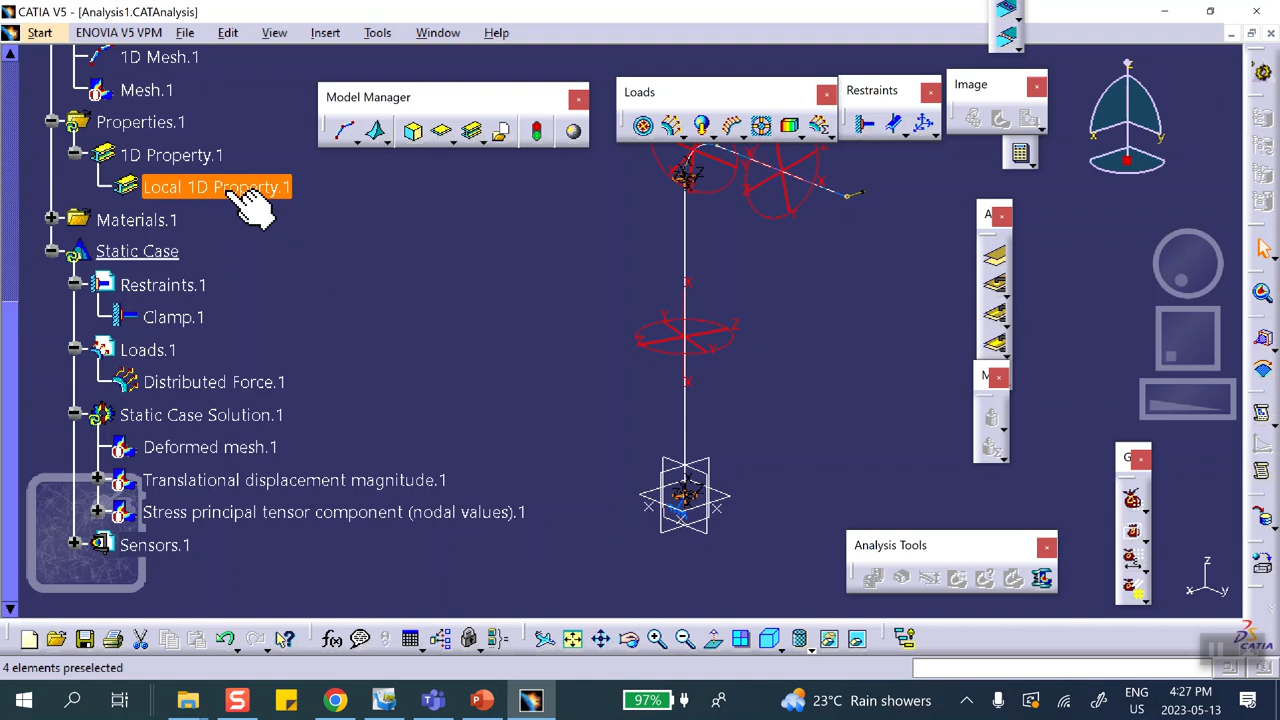 CATIA V5 - [Analysis1.CATAnalysis]
Start ENOVIA V5 VPM File Edit View Insert Tools Window Help
1D Mesh.1
Mesh.1
Properties.1
1D Property.1
Local 1D Property.1
Materials.1
Static Case
Restraints.1
Clamp.1
Loads.1
Distributed Force.1
Static Case Solution.1
Deformed mesh.1
Translational displacement magnitude.1
Stress principal tensor component (nodal values).1
Sensors.1
Model Manager
Loads
Restraints
Image
A...
M...
G...
Analysis Tools
z
x y
4 elements preselected
97%
23°C Rain showers
ENG
US
4:27 PM
2023-05-13